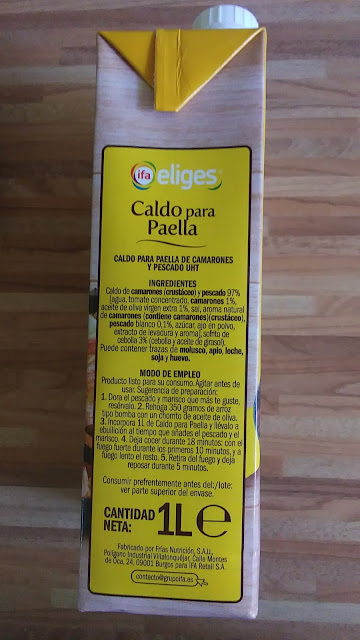 ifa eliges
Caldo para
Paella
CALDO PARA PAELLA DE CAMARONES
Y PESCADO UHT
INGREDIENTES
Caldo de camarones (crustáceo) y pescado 97%
(agua, tomate concentrado, camarones 1%,
aceite de oliva virgen extra 1%, sal, aroma natural
de camarones (contiene camarones)(crustáceo),
pescado blanco 0,1%, azúcar, ajo en polvo,
extracto de levadura y aroma), sofrito de
cebolla 3% (cebolla y aceite de girasol).
Puede contener trazas de molusco, apio, leche,
soja y huevo.
MODO DE EMPLEO
Producto listo para su consumo. Agitar antes de
usar. Sugerencia de preparación:
1. Dora el pescado y marisco que más te guste,
resérvalo. 2. Rehoga 350 gramos de arroz
tipo bomba con un chorrito de aceite de oliva.
3. Incorpora 1L de Caldo para Paella y llévalo a
ebullición al tiempo que añades el pescado y el
marisco. 4. Deja cocer durante 18 minutos: con el
fuego fuerte durante los primeros 10 minutos, y a
fuego lento el resto. 5. Retira del fuego y deja
reposar durante 5 minutos.
Consumir preferentemente antes del:/lote:
ver parte superior del envase.
CANTIDAD
NETA: 1L e
Fabricado por Frías Nutrición, S.A.U.,
Polígono Industrial Villalonquéjar, Calle Montes
de Oca, 24, 09001 Burgos para IFA Retail S.A.
contacto@grupoifa.es